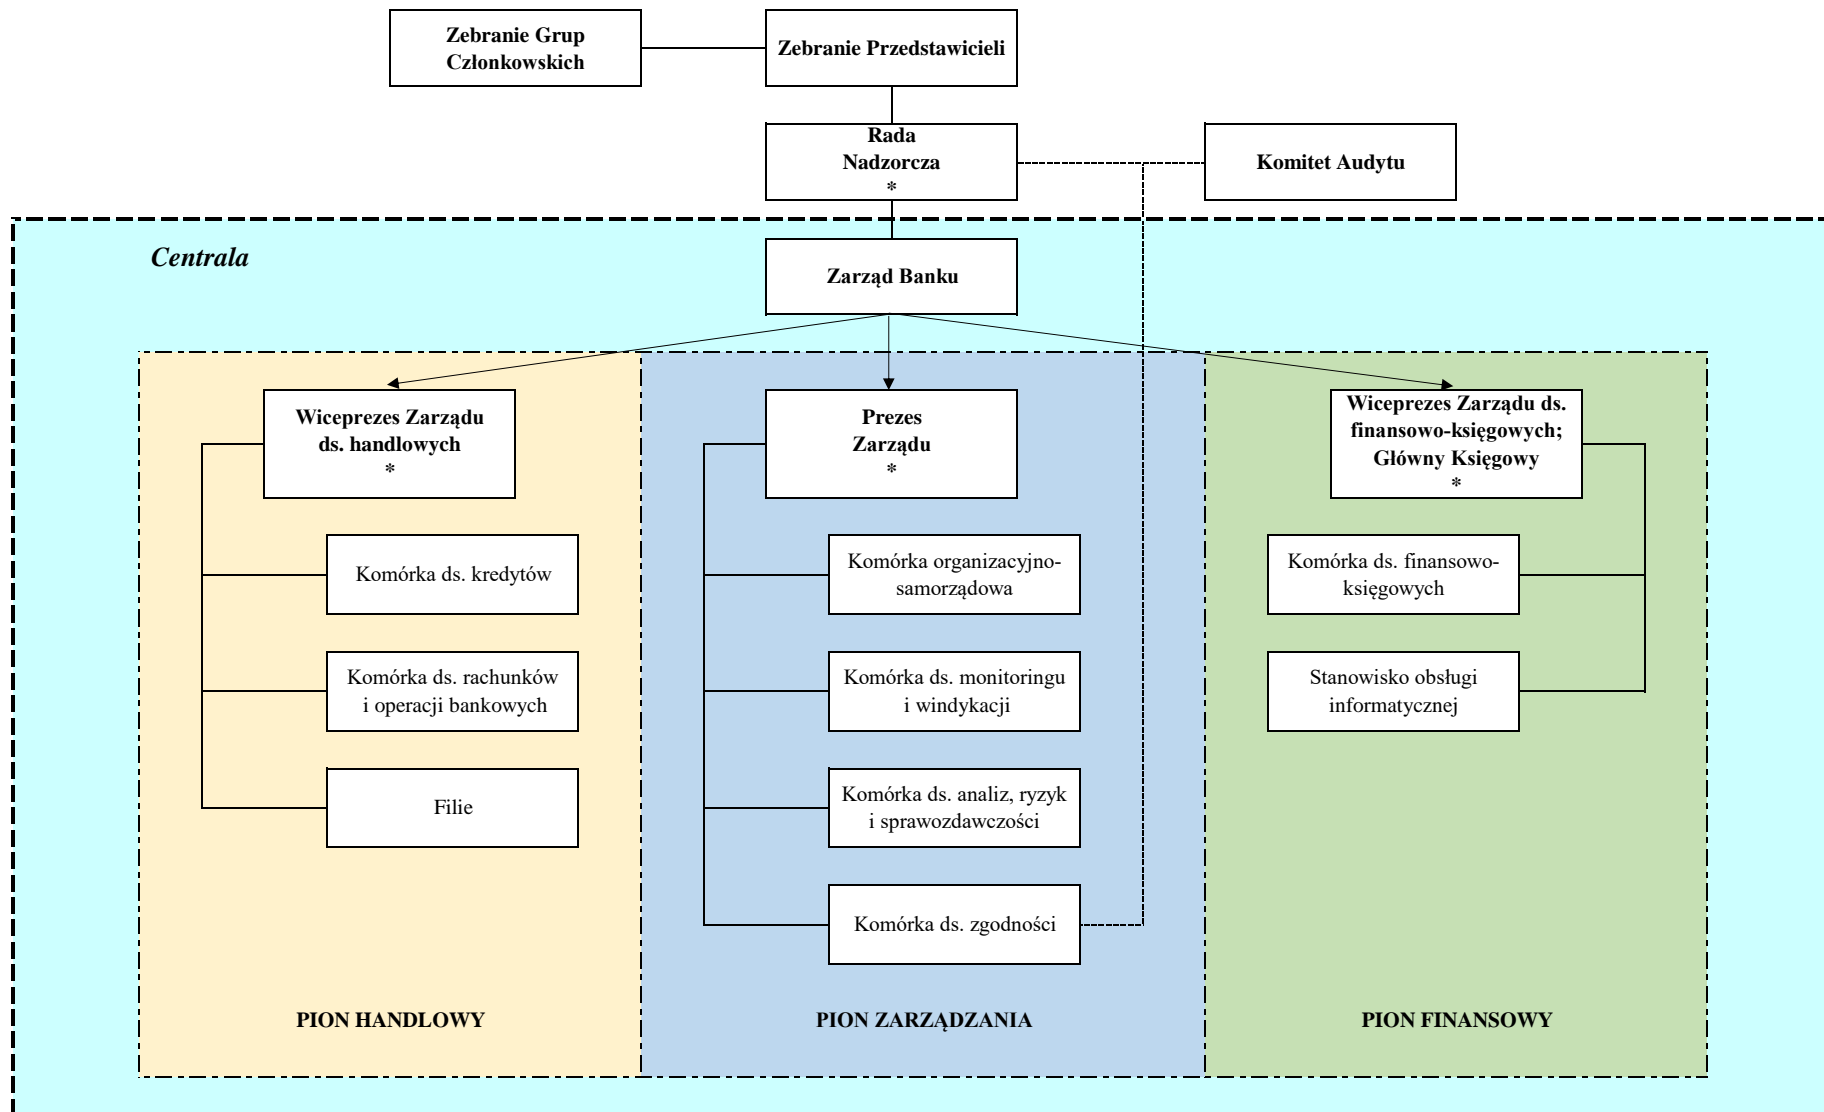 Zebranie Grup
Członkowskich
Zebranie Przedstawicieli
Rada
Nadzorcza
*
Komitet Audytu
Centrala
Zarząd Banku
Wiceprezes Zarządu
ds. handlowych
*
Prezes
Zarządu
*
Wiceprezes Zarządu ds.
finansowo-księgowych;
Główny Księgowy
*
Komórka ds. kredytów
Komórka organizacyjno-
samorządowa
Komórka ds. finansowo-
księgowych
Komórka ds. rachunków
i operacji bankowych
Komórka ds. monitoringu
i windykacji
Stanowisko obsługi
informatycznej
Filie
Komórka ds. analiz, ryzyk
i sprawozdawczości
Komórka ds. zgodności
PION HANDLOWY
PION ZARZĄDZANIA
PION FINANSOWY